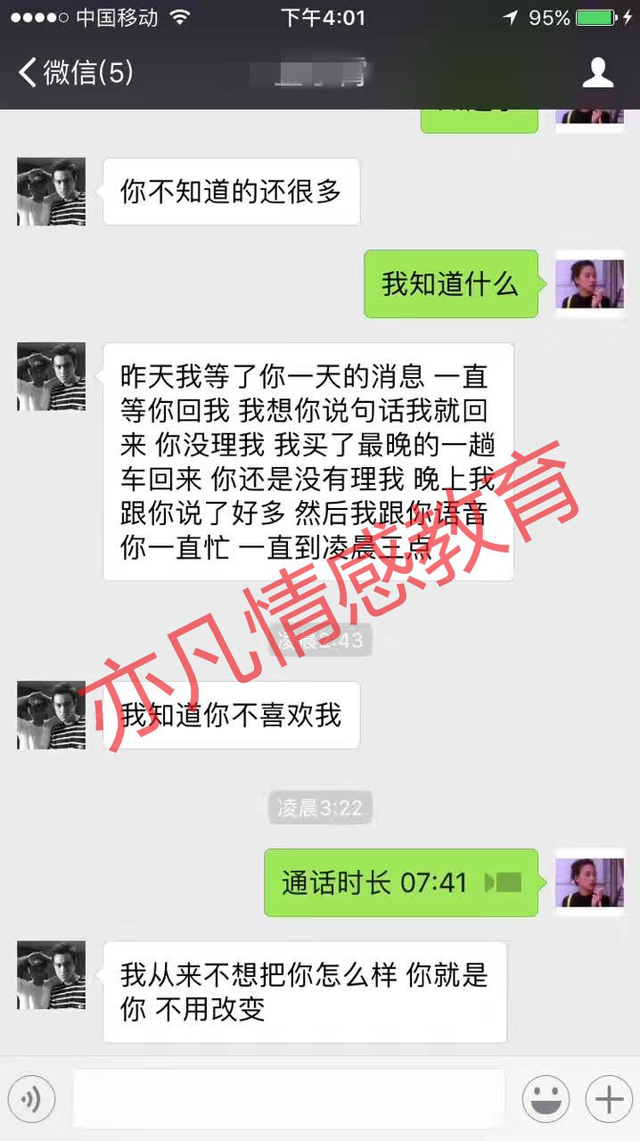 中国移动
下午4:01
95%
微信(5)
你不知道的还很多
我知道什么
昨天我等了你一天的消息 一直
等你回我 我想你说句话我就回
来 你没理我 我买了最晚的一趟
车回来 你还是没有理我 晚上我
跟你说了好多 然后我跟你语音
你一直忙 一直到凌晨三点
凌晨2:43
我知道你不喜欢我
凌晨3:22
通话时长 07:41
我从来不想把你怎么样 你就是
你 不用改变
亦凡情感教育